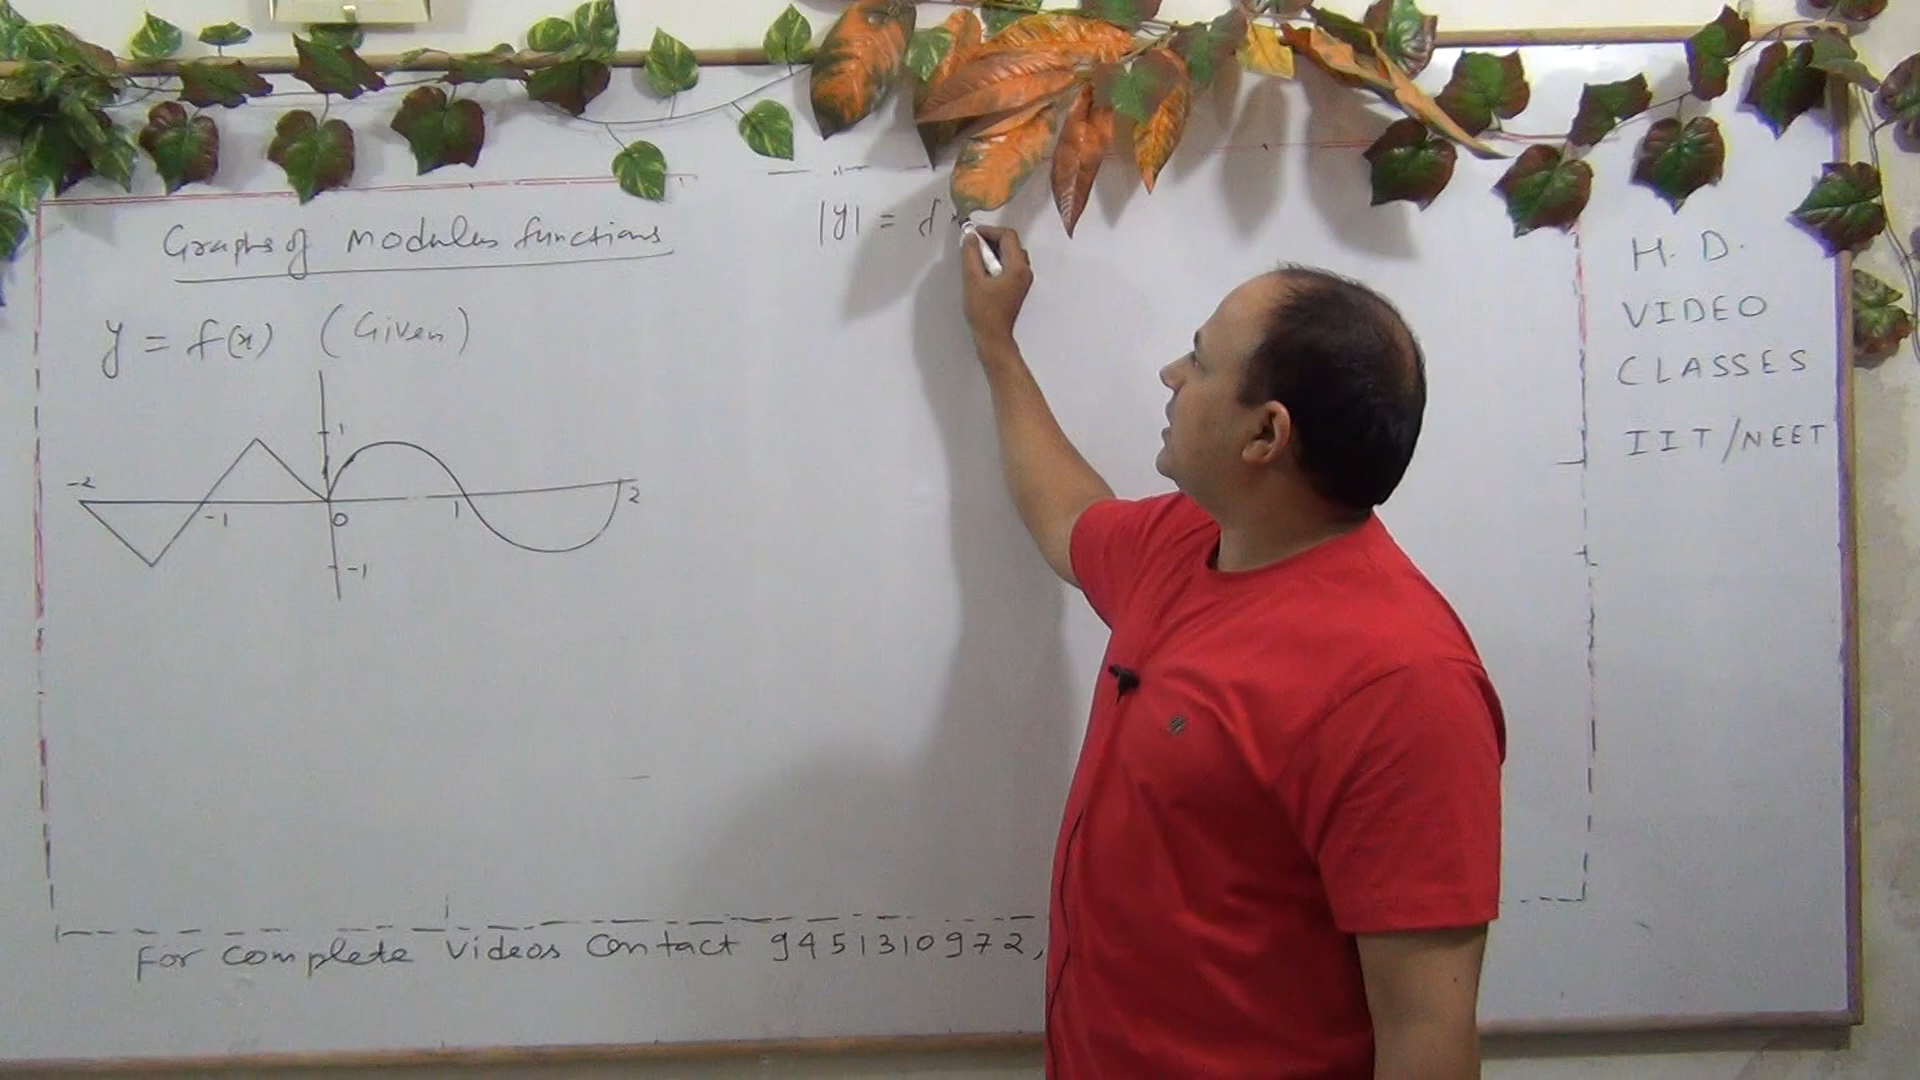 Graphs of modulus functions
|y| = f
y = f(x) (Given)
1
-2 -1 0 1 2
-1
H. D.
VIDEO
CLASSES
IIT/NEET
For complete Videos Contact 9451310972,